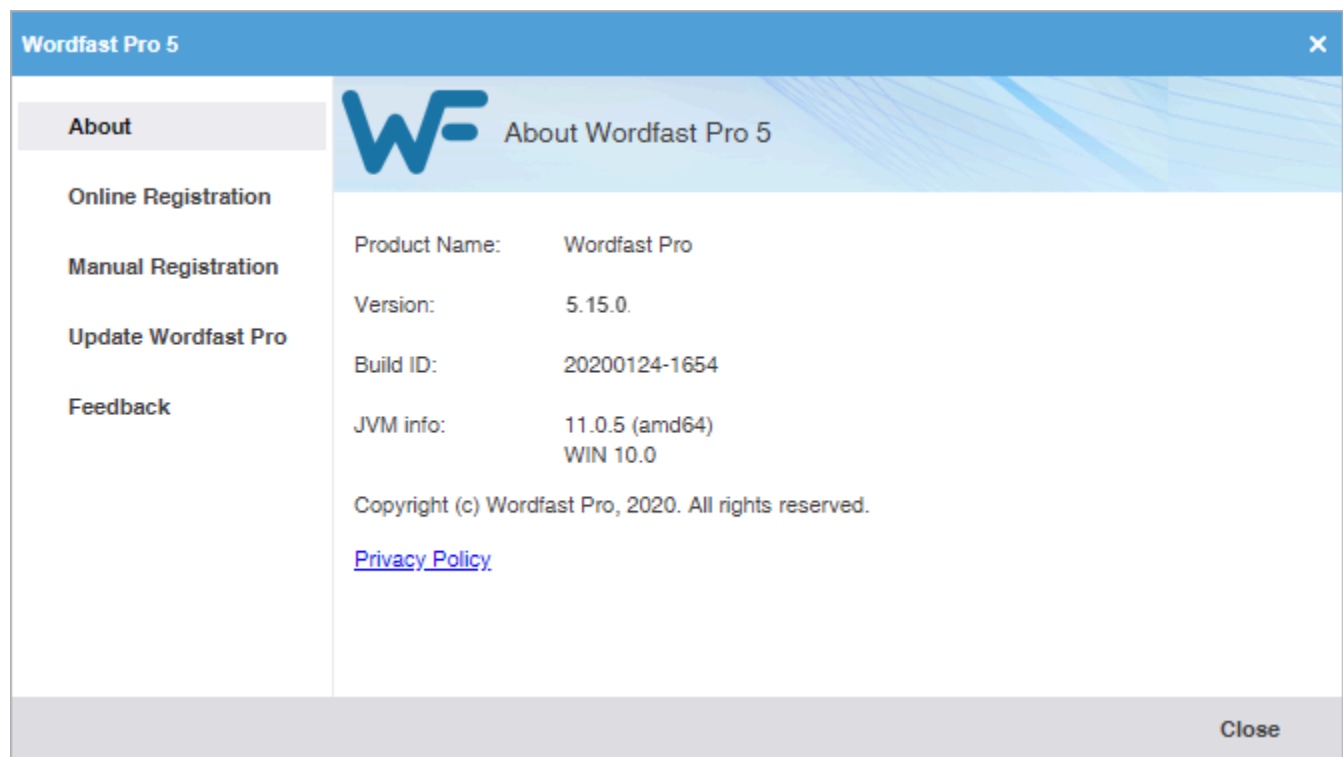 Wordfast Pro 5
About
Online Registration
Manual Registration
Update Wordfast Pro
Feedback
WF About Wordfast Pro 5
Product Name: Wordfast Pro
Version: 5.15.0.
Build ID: 20200124-1654
JVM info: 11.0.5 (amd64)
WIN 10.0
Copyright (c) Wordfast Pro, 2020. All rights reserved.
Privacy Policy
Close